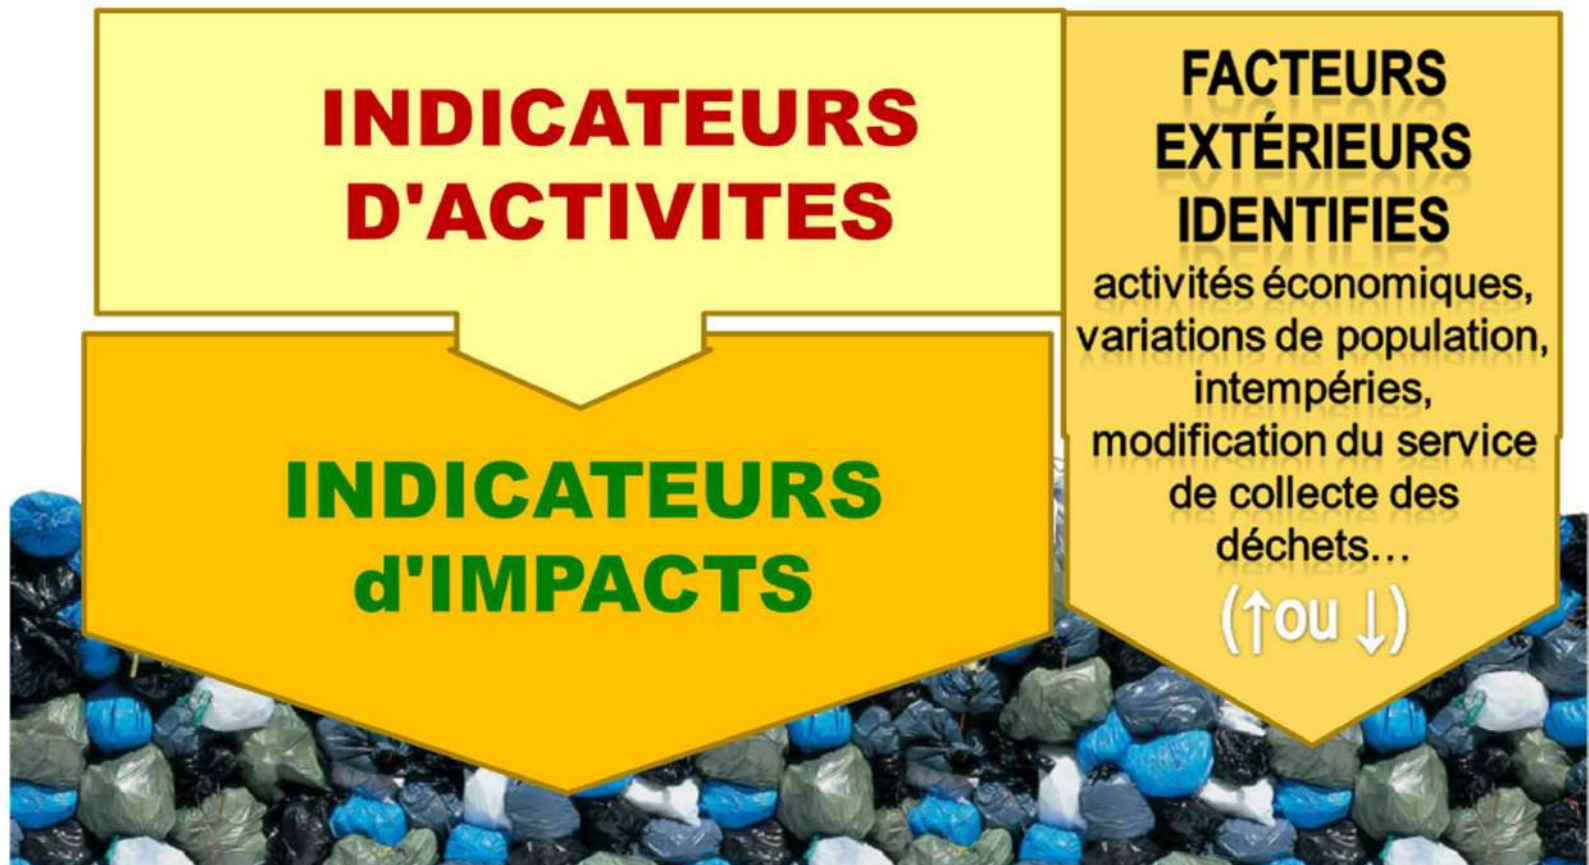 INDICATEURS
D'ACTIVITES
INDICATEURS
d'IMPACTS
FACTEURS
EXTÉRIEURS
IDENTIFIES
activités économiques,
variations de population,
intempéries,
modification du service
de collecte des
déchets…
(↑ou ↓)